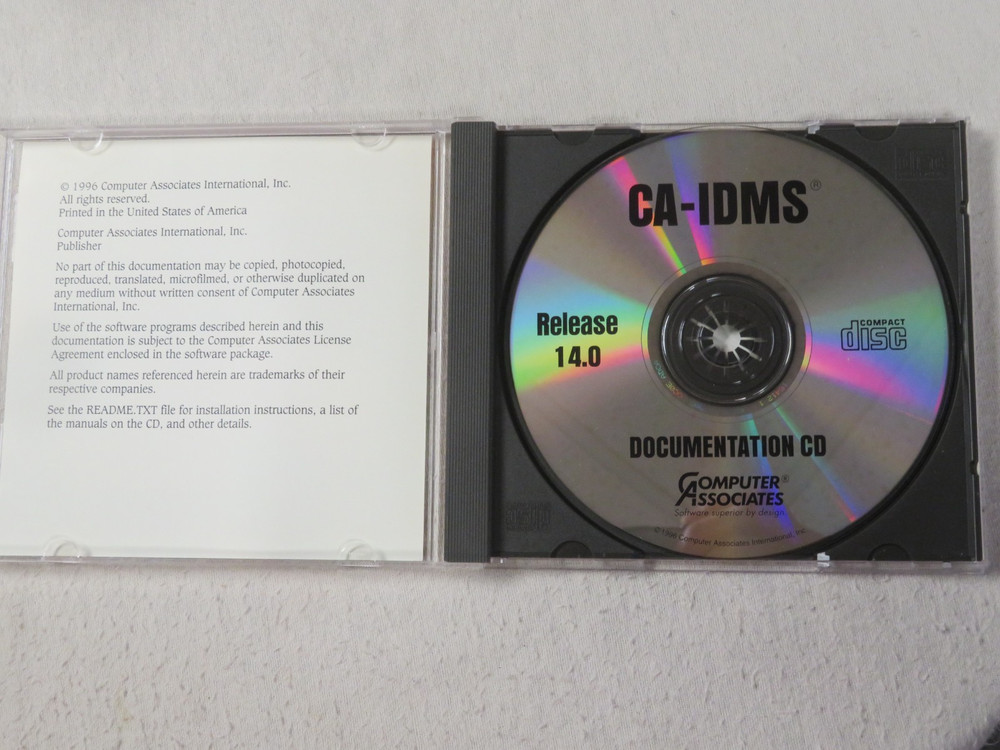 © 1996 Computer Associates International, Inc.
All rights reserved.
Printed in the United States of America
Computer Associates International, Inc.
Publisher
No part of this documentation may be copied, photocopied,
reproduced, translated, microfilmed, or otherwise duplicated on
any medium without written consent of Computer Associates
International, Inc.
Use of the software programs described herein and this
documentation is subject to the Computer Associates License
Agreement enclosed in the software package.
All product names referenced herein are trademarks of their
respective companies.
See the README.TXT file for installation instructions, a list of
the manuals on the CD, and other details.
CA-IDMS®
Release
14.0
COMPACT
disc
DOCUMENTATION CD
COMPUTER®
ASSOCIATES
Software superior by design.
© 1996 Computer Associates International, Inc.